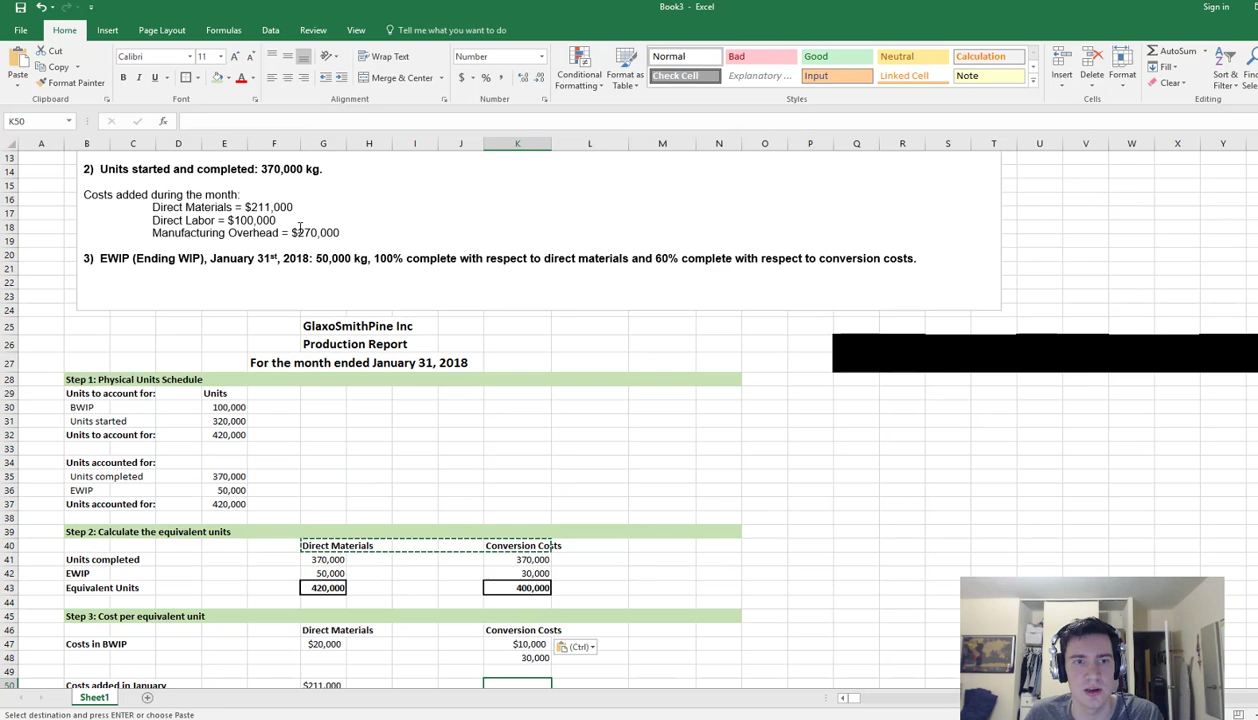 Book3 - Excel
Sign in
File Home Insert Page Layout Formulas Data Review View Tell me what you want to do
Paste
Cut
Copy
Format Painter
Clipboard
Calibri 11
B I U
Font
Wrap Text
Merge & Center
Alignment
Number
$ % ,
Number
Conditional Formatting
Format as Table
Normal Bad Good Neutral Calculation
Check Cell Explanatory ... Input Linked Cell Note
Styles
Insert Delete Format
Cells
AutoSum
Fill
Clear
Sort &
Filter
Editing
K50
fx
A B C D E F G H I J K L M N O P Q R S T U V W X Y
13
14 2) Units started and completed: 370,000 kg.
15
16 Costs added during the month:
17 Direct Materials = $211,000
18 Direct Labor = $100,000
19 Manufacturing Overhead = $270,000
20 3) EWIP (Ending WIP), January 31st, 2018: 50,000 kg, 100% complete with respect to direct materials and 60% complete with respect to conversion costs.
21
22
23
24
25 GlaxoSmithPine Inc
26 Production Report
27 For the month ended January 31, 2018
28 Step 1: Physical Units Schedule
29 Units to account for: Units
30 BWIP 100,000
31 Units started 320,000
32 Units to account for: 420,000
33
34 Units accounted for:
35 Units completed 370,000
36 EWIP 50,000
37 Units accounted for: 420,000
38
39 Step 2: Calculate the equivalent units
40 Direct Materials Conversion Costs
41 Units completed 370,000 370,000
42 EWIP 50,000 30,000
43 Equivalent Units 420,000 400,000
44
45 Step 3: Cost per equivalent unit
46 Direct Materials Conversion Costs
47 Costs in BWIP $20,000 $10,000 (Ctrl)
48 30,000
49
50 Costs added in January $211,000
Sheet1
Select destination and press ENTER or choose Paste